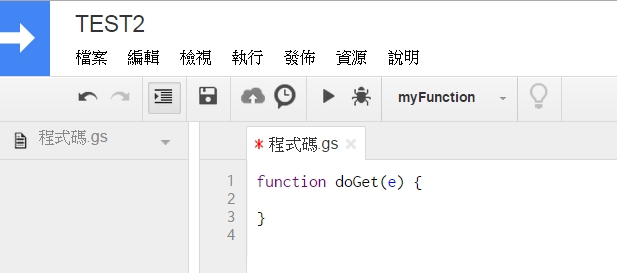 TEST2
檔案 編輯 檢視 執行 發佈 資源 說明
myFunction
程式碼.gs
* 程式碼.gs ×
1 function doGet(e) {
2
3 }
4